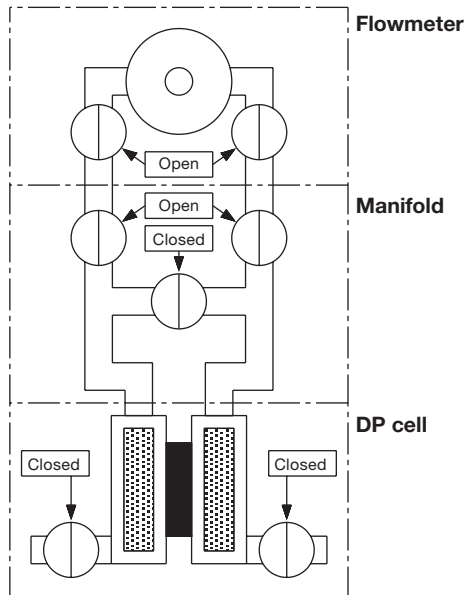 Flowmeter
Open
Manifold
Open
Closed
DP cell
Closed
Closed